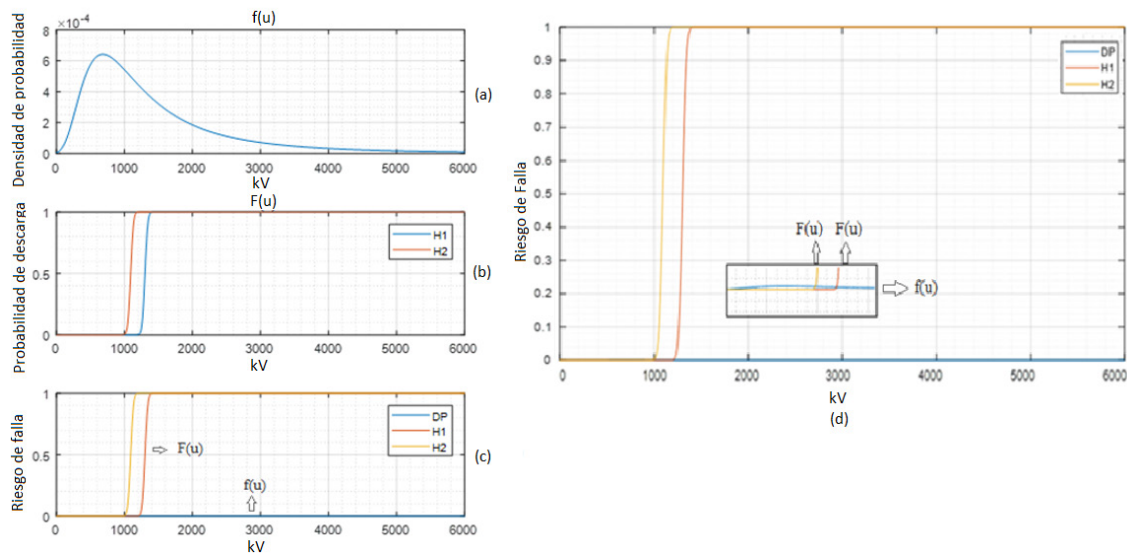 f(u)
×10⁻⁴
Densidad de probabilidad
8
6
4
2
0
0 1000 2000 3000 4000 5000 6000
kV
(a)
F(u)
Probabilidad de descarga
1
0.5
0
H1
H2
0 1000 2000 3000 4000 5000 6000
kV
(b)
Riesgo de falla
1
0.5
0
F(u)
f(u)
DP
H1
H2
0 1000 2000 3000 4000 5000 6000
kV
(c)
Riesgo de Falla
1
0.9
0.8
0.7
0.6
0.5
0.4
0.3
0.2
0.1
0
DP
H1
H2
F(u) F(u)
f(u)
0 1000 2000 3000 4000 5000 6000
kV
(d)